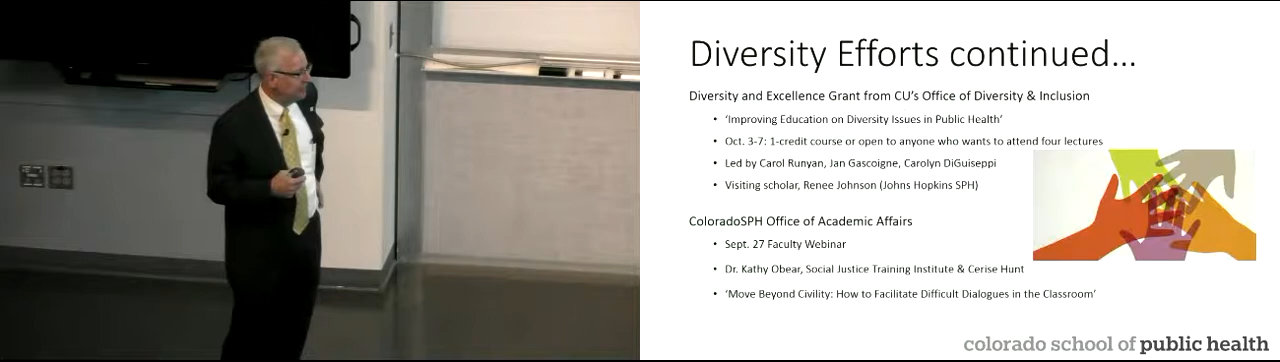 Diversity Efforts continued...
Diversity and Excellence Grant from CU's Office of Diversity & Inclusion
• 'Improving Education on Diversity Issues in Public Health'
• Oct. 3-7: 1-credit course or open to anyone who wants to attend four lectures
• Led by Carol Runyan, Jan Gascoigne, Carolyn DiGuiseppi
• Visiting scholar, Renee Johnson (Johns Hopkins SPH)
ColoradoSPH Office of Academic Affairs
• Sept. 27 Faculty Webinar
• Dr. Kathy Obear, Social Justice Training Institute & Cerise Hunt
• 'Move Beyond Civility: How to Facilitate Difficult Dialogues in the Classroom'
colorado school of public health